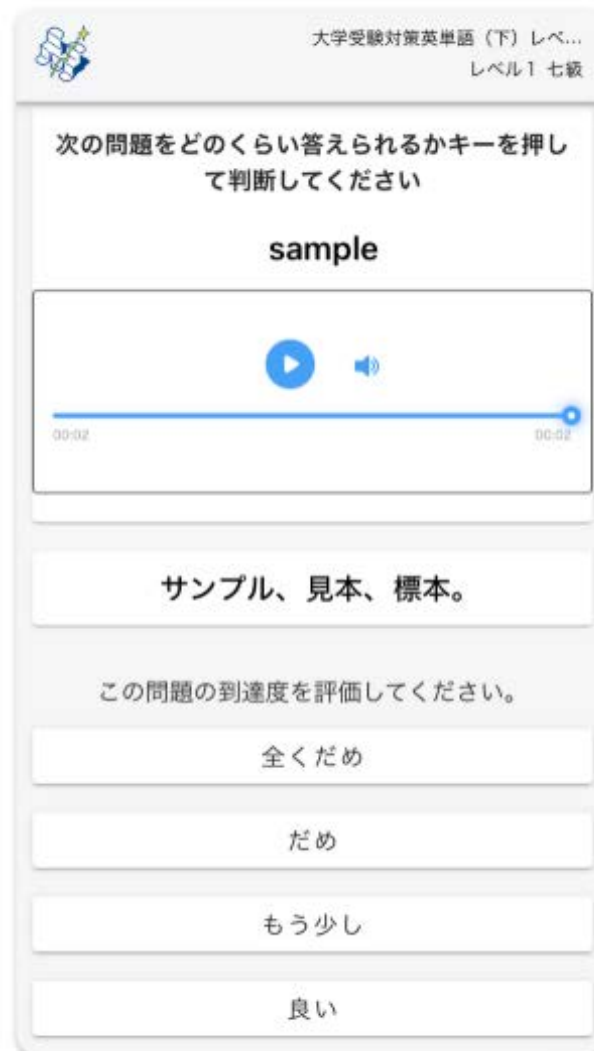 大学受験対策英単語（下）レベ...
レベル1 七級
次の問題をどのくらい答えられるかキーを押し
て判断してください
sample
00:02
00:02
サンプル、見本、標本。
この問題の到達度を評価してください。
全くだめ
だめ
もう少し
良い